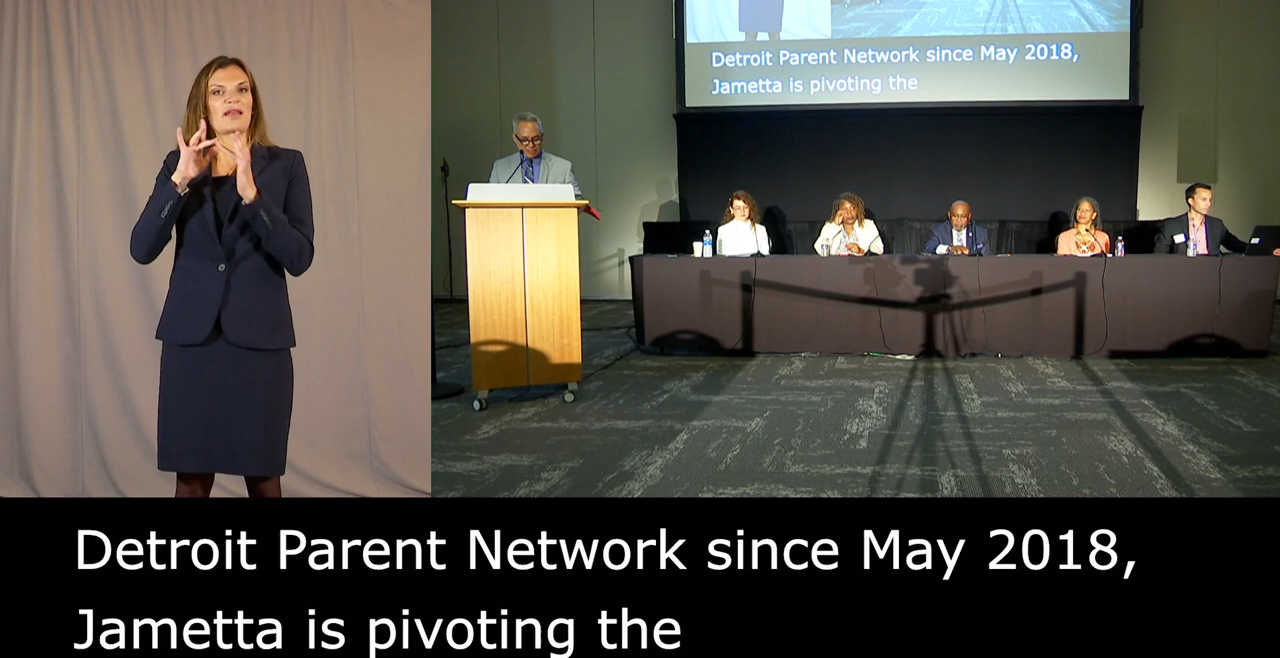 Detroit Parent Network since May 2018,
Jametta is pivoting the
Detroit Parent Network since May 2018,
Jametta is pivoting the